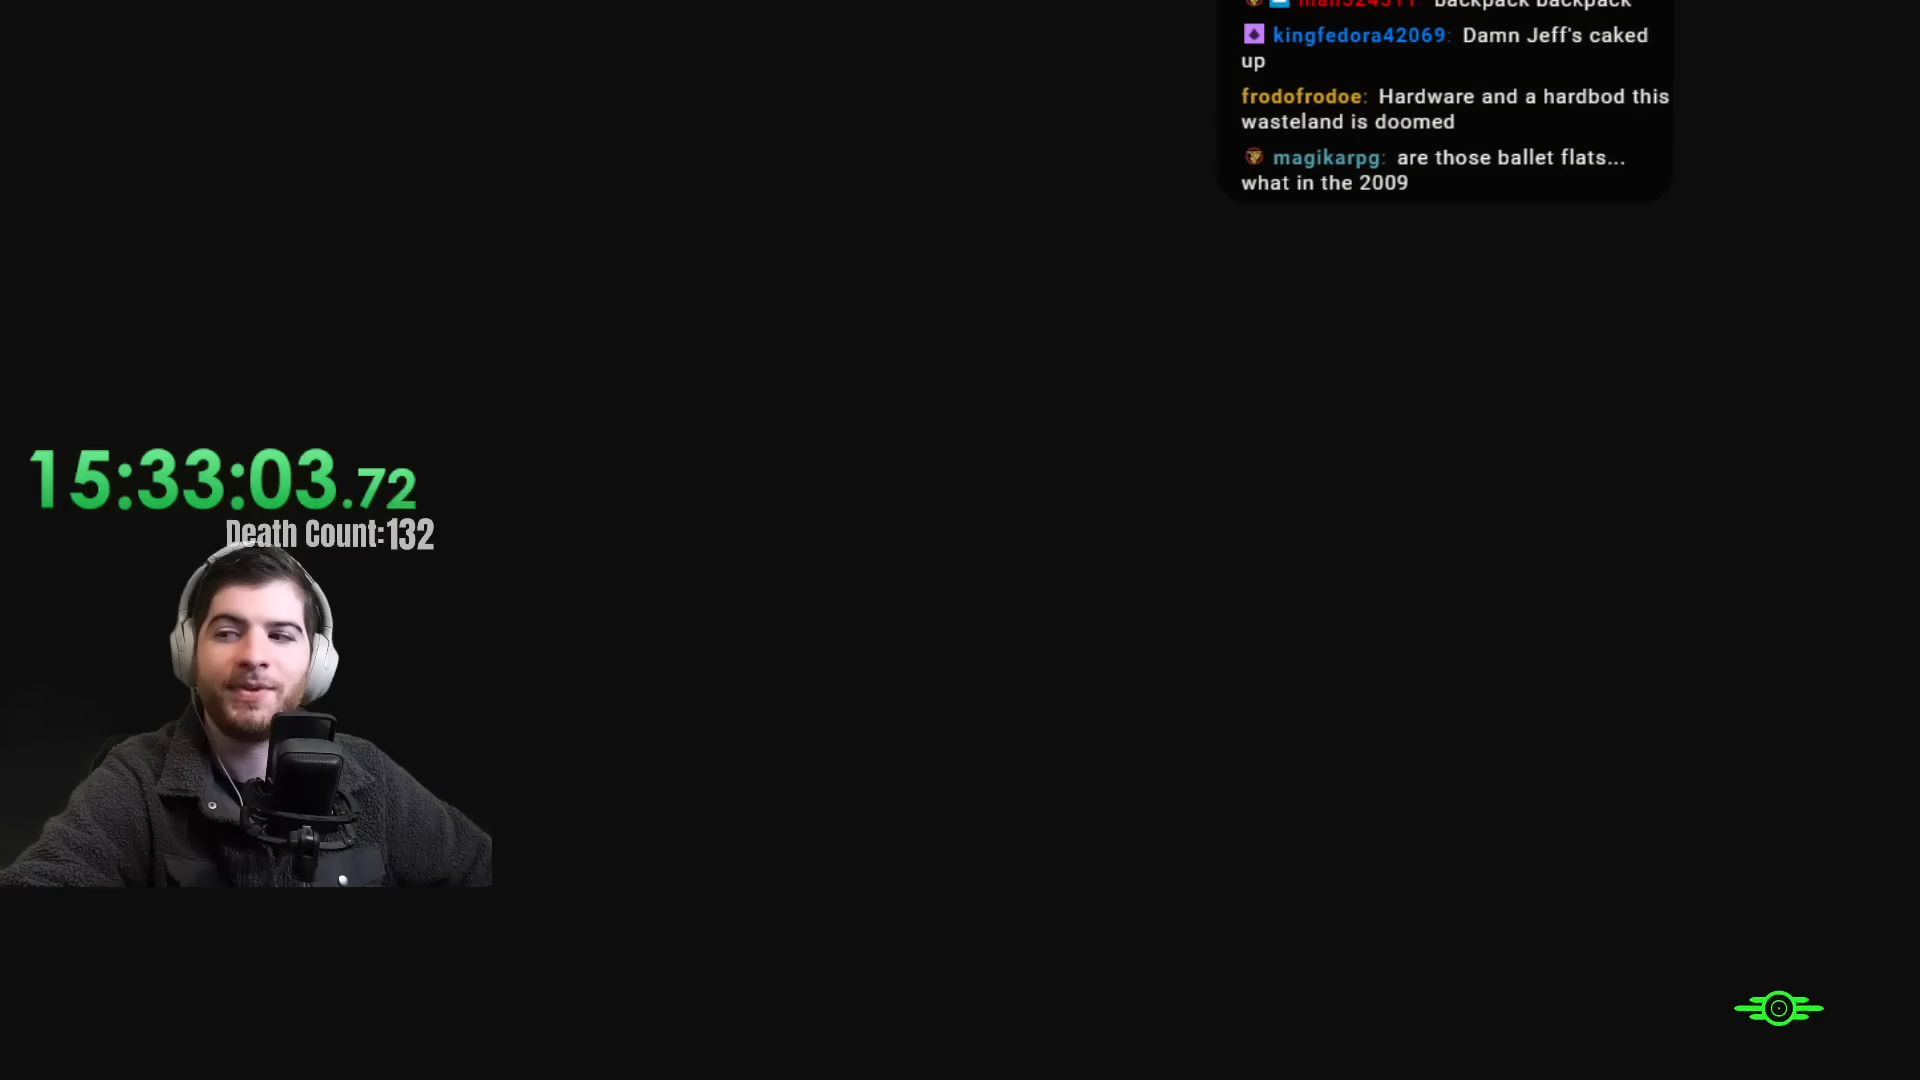 backpack backpack
kingfedora42069: Damn Jeff's caked
up
frodofrodoe: Hardware and a hardbod this
wasteland is doomed
magikarpg: are those ballet flats...
what in the 2009
15:33:03.72
Death Count:132